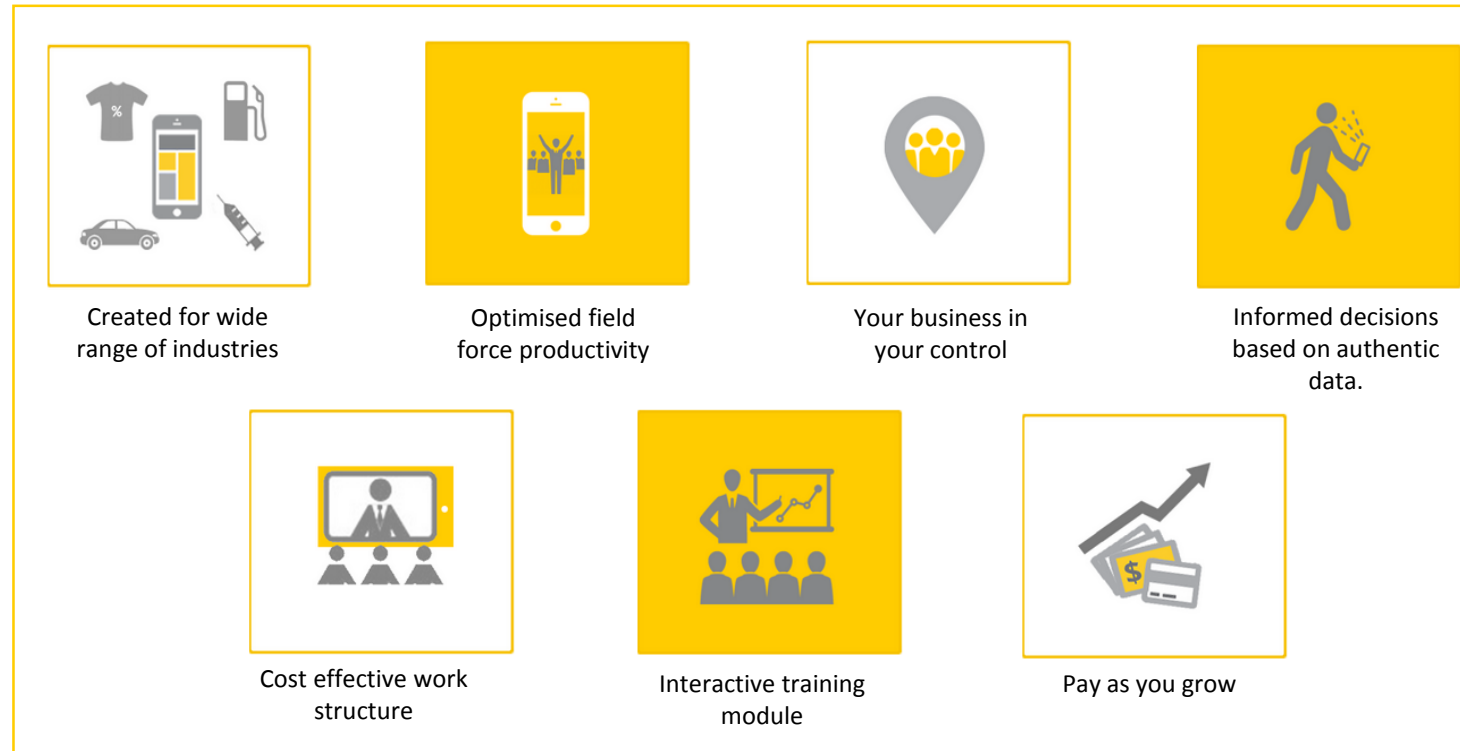 %
Created for wide
range of industries
Optimised field
force productivity
Your business in
your control
Informed decisions
based on authentic
data.
$
Cost effective work
structure
Interactive training
module
Pay as you grow